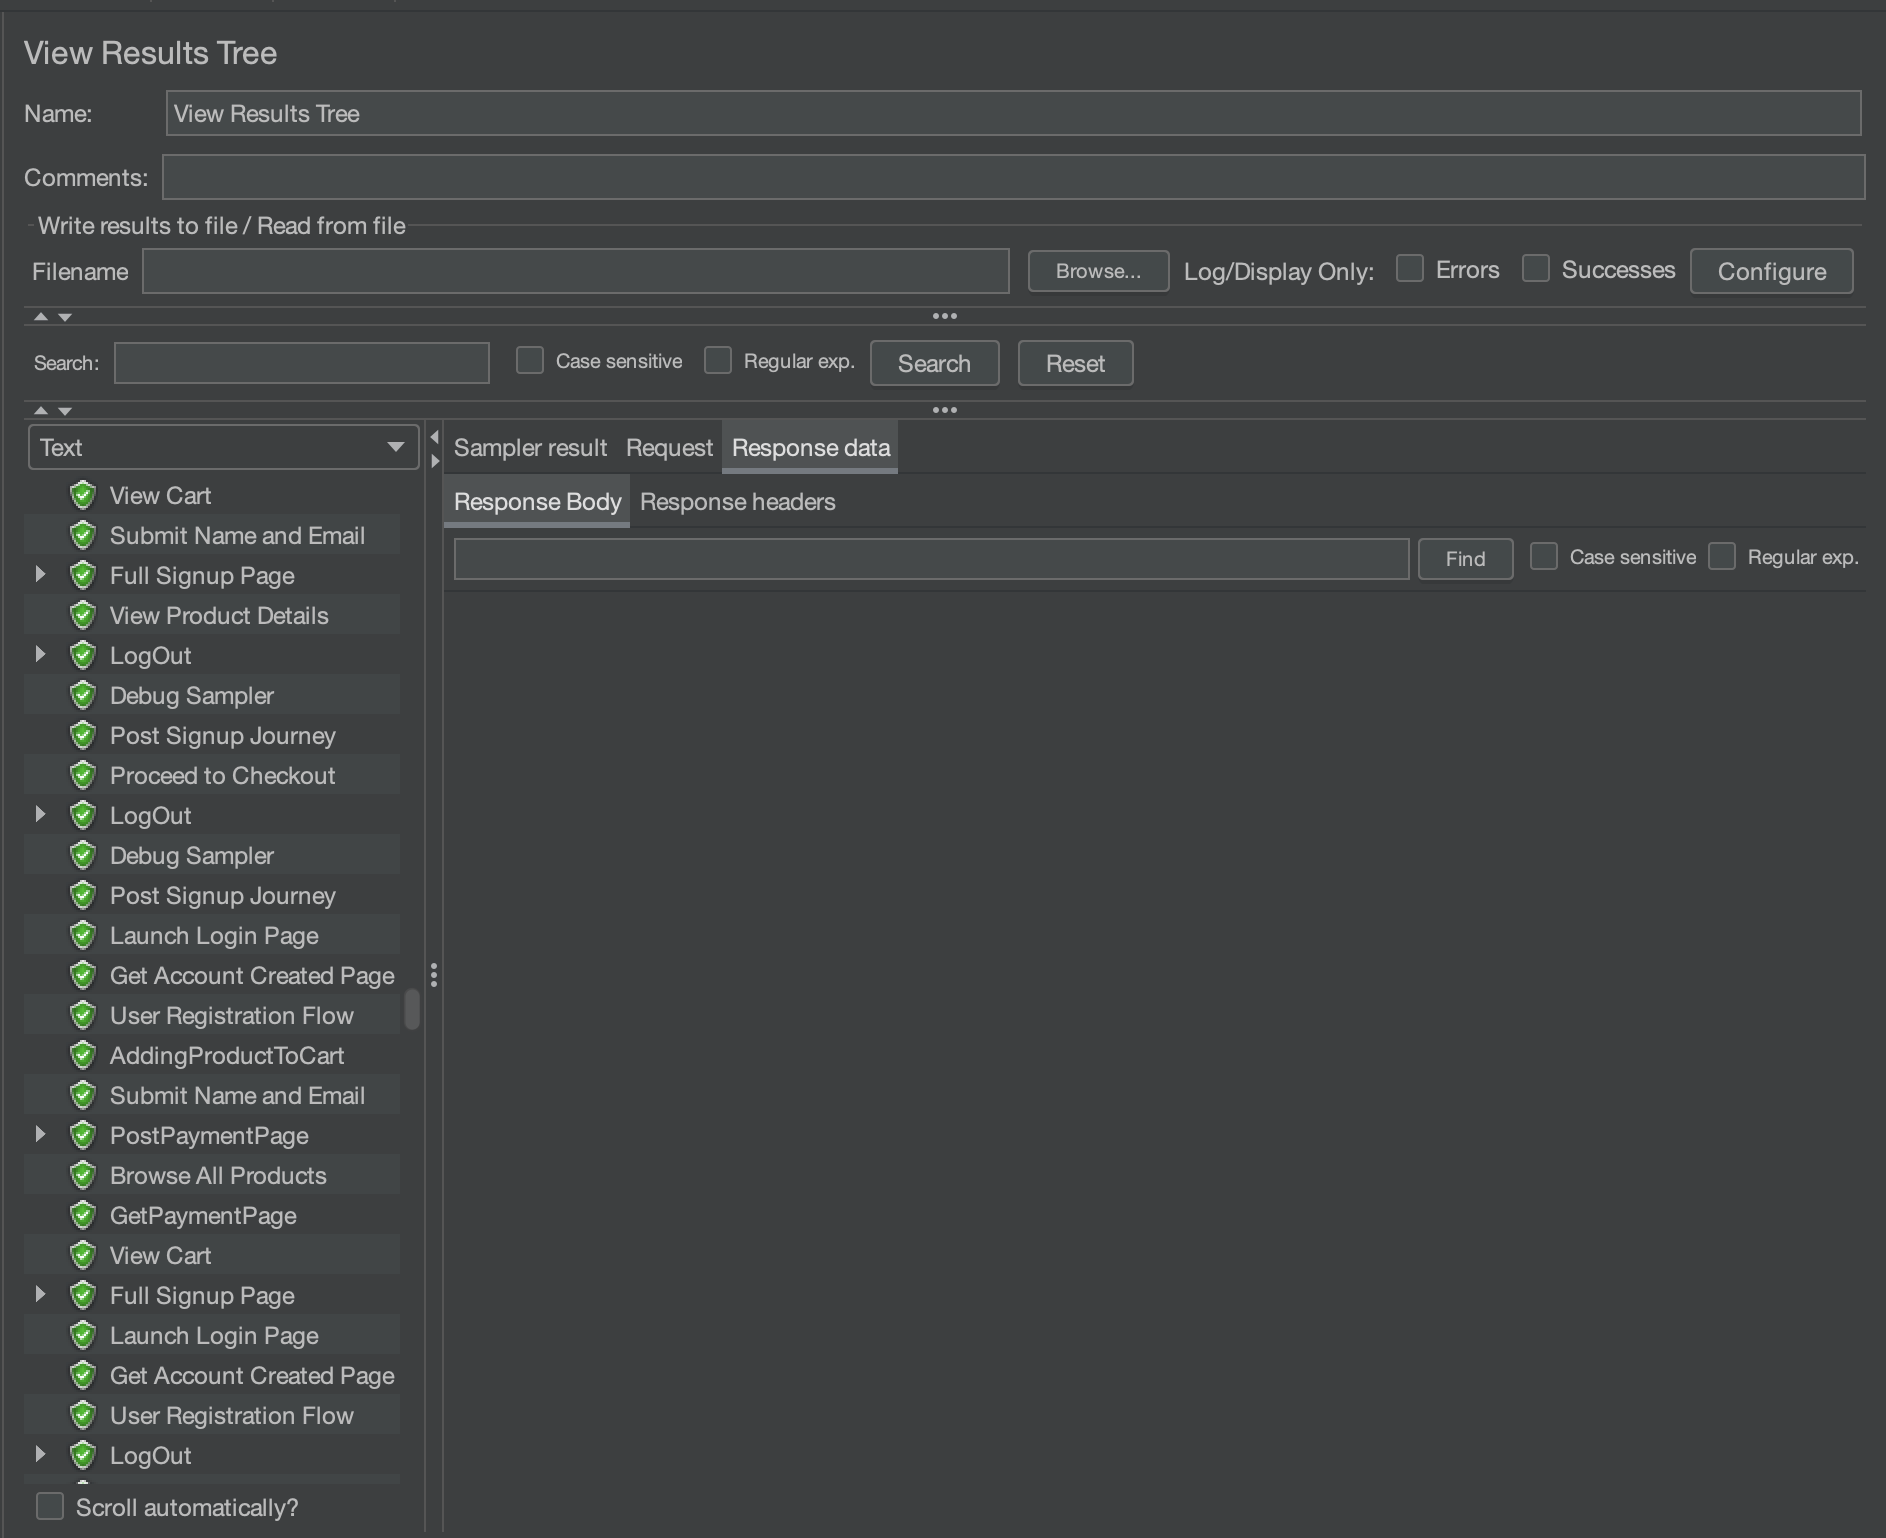 View Results Tree
Name: View Results Tree
Comments:
Write results to file / Read from file
Filename Browse... Log/Display Only: Errors Successes Configure
Search: Case sensitive Regular exp. Search Reset
Text
Sampler result Request Response data
Response Body Response headers
Find Case sensitive Regular exp.
View Cart
Submit Name and Email
Full Signup Page
View Product Details
LogOut
Debug Sampler
Post Signup Journey
Proceed to Checkout
LogOut
Debug Sampler
Post Signup Journey
Launch Login Page
Get Account Created Page
User Registration Flow
AddingProductToCart
Submit Name and Email
PostPaymentPage
Browse All Products
GetPaymentPage
View Cart
Full Signup Page
Launch Login Page
Get Account Created Page
User Registration Flow
LogOut
Scroll automatically?